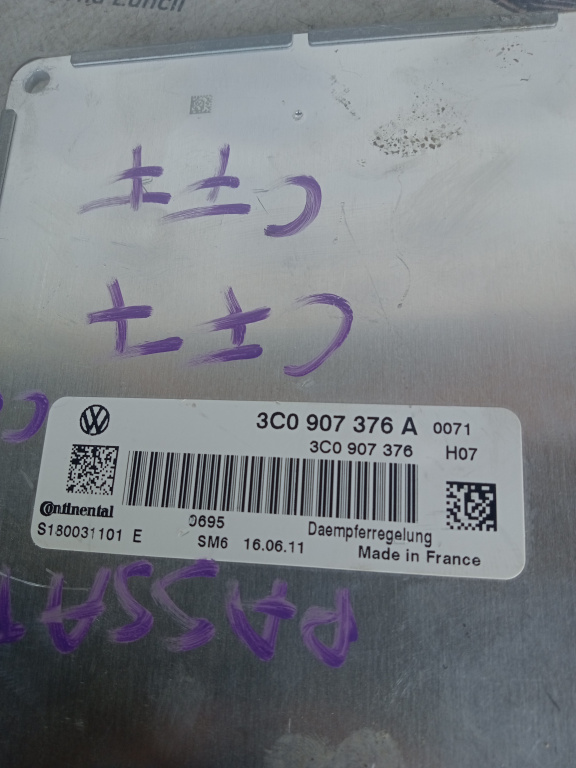 3C0 907 376 A 0071
3C0 907 376 H07
Continental
0695
Daempferregelung
S180031101 E
SM6 16.06.11
Made in France
PASSAT